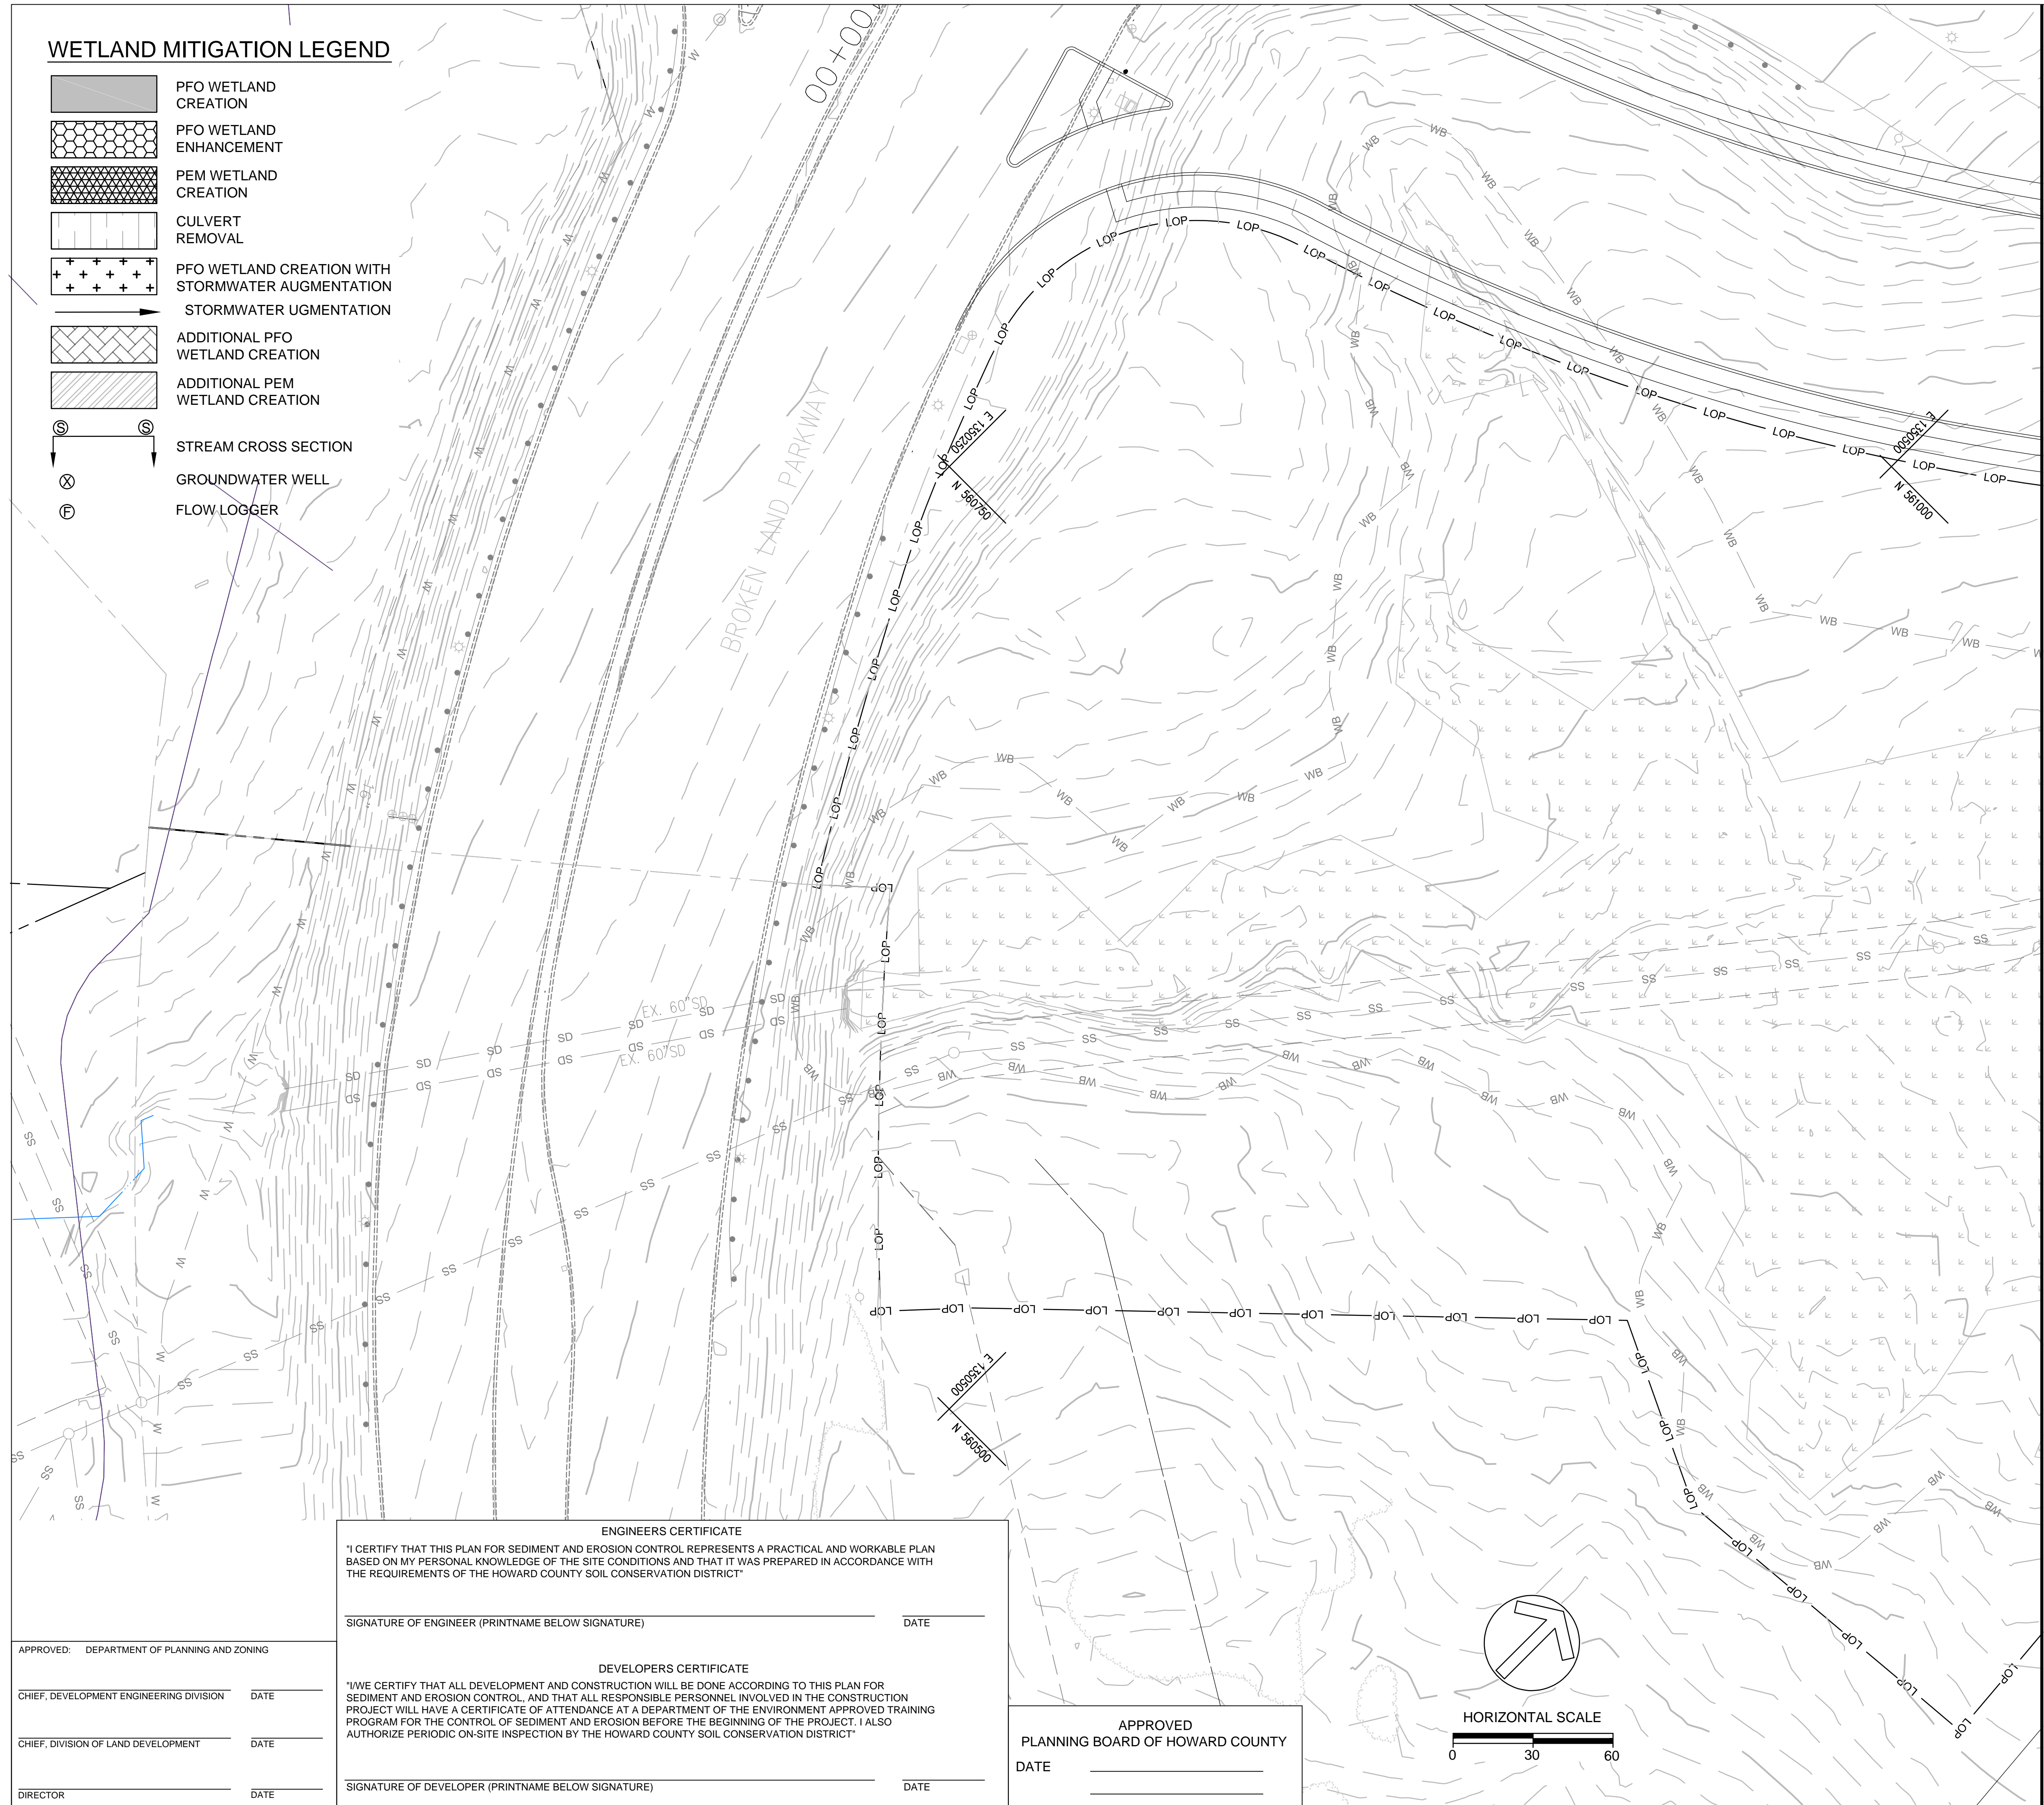 WETLAND MITIGATION LEGEND
PFO WETLAND
CREATION
PFO WETLAND
ENHANCEMENT
PEM WETLAND
CREATION
CULVERT
REMOVAL
PFO WETLAND CREATION WITH
STORMWATER AUGMENTATION
STORMWATER UGMENTATION
ADDITIONAL PFO
WETLAND CREATION
ADDITIONAL PEM
WETLAND CREATION
S S
STREAM CROSS SECTION
X GROUNDWATER WELL
F FLOW LOGGER
00+00
BROKEN LAND PARKWAY
E 1350250
N 560750
E 1350500
N 561000
EX. 60"SD
EX. 60"SD
E 1350500
N 560500
16"
W
WB
LOP
SD
SS
ENGINEERS CERTIFICATE
"I CERTIFY THAT THIS PLAN FOR SEDIMENT AND EROSION CONTROL REPRESENTS A PRACTICAL AND WORKABLE PLAN
BASED ON MY PERSONAL KNOWLEDGE OF THE SITE CONDITIONS AND THAT IT WAS PREPARED IN ACCORDANCE WITH
THE REQUIREMENTS OF THE HOWARD COUNTY SOIL CONSERVATION DISTRICT"
SIGNATURE OF ENGINEER (PRINTNAME BELOW SIGNATURE) DATE
DEVELOPERS CERTIFICATE
"I/WE CERTIFY THAT ALL DEVELOPMENT AND CONSTRUCTION WILL BE DONE ACCORDING TO THIS PLAN FOR
SEDIMENT AND EROSION CONTROL, AND THAT ALL RESPONSIBLE PERSONNEL INVOLVED IN THE CONSTRUCTION
PROJECT WILL HAVE A CERTIFICATE OF ATTENDANCE AT A DEPARTMENT OF THE ENVIRONMENT APPROVED TRAINING
PROGRAM FOR THE CONTROL OF SEDIMENT AND EROSION BEFORE THE BEGINNING OF THE PROJECT. I ALSO
AUTHORIZE PERIODIC ON-SITE INSPECTION BY THE HOWARD COUNTY SOIL CONSERVATION DISTRICT"
SIGNATURE OF DEVELOPER (PRINTNAME BELOW SIGNATURE) DATE
APPROVED: DEPARTMENT OF PLANNING AND ZONING
CHIEF, DEVELOPMENT ENGINEERING DIVISION DATE
CHIEF, DIVISION OF LAND DEVELOPMENT DATE
DIRECTOR DATE
APPROVED
PLANNING BOARD OF HOWARD COUNTY
DATE
HORIZONTAL SCALE
0 30 60